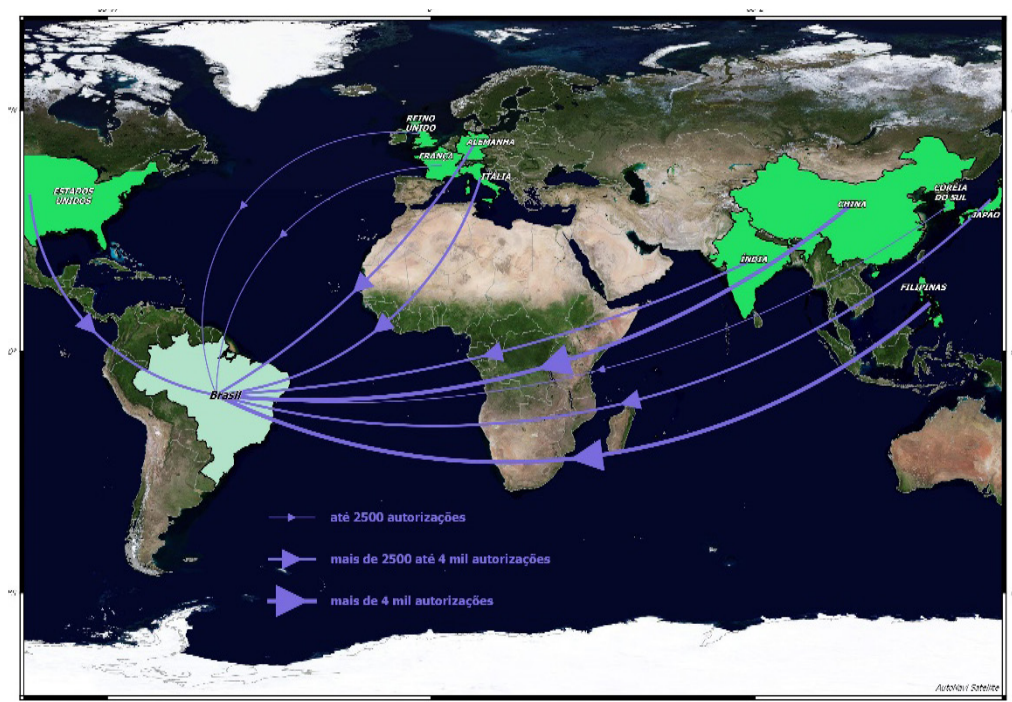 REINO
UNIDO
ALEMANHA
FRANÇA
ITÁLIA
ESTADOS
UNIDOS
CORÉIA
DO SUL
CHINA
JAPÃO
ÍNDIA
FILIPINAS
Brasil
até 2500 autorizações
mais de 2500 até 4 mil autorizações
mais de 4 mil autorizações
AutoNavi Satellite